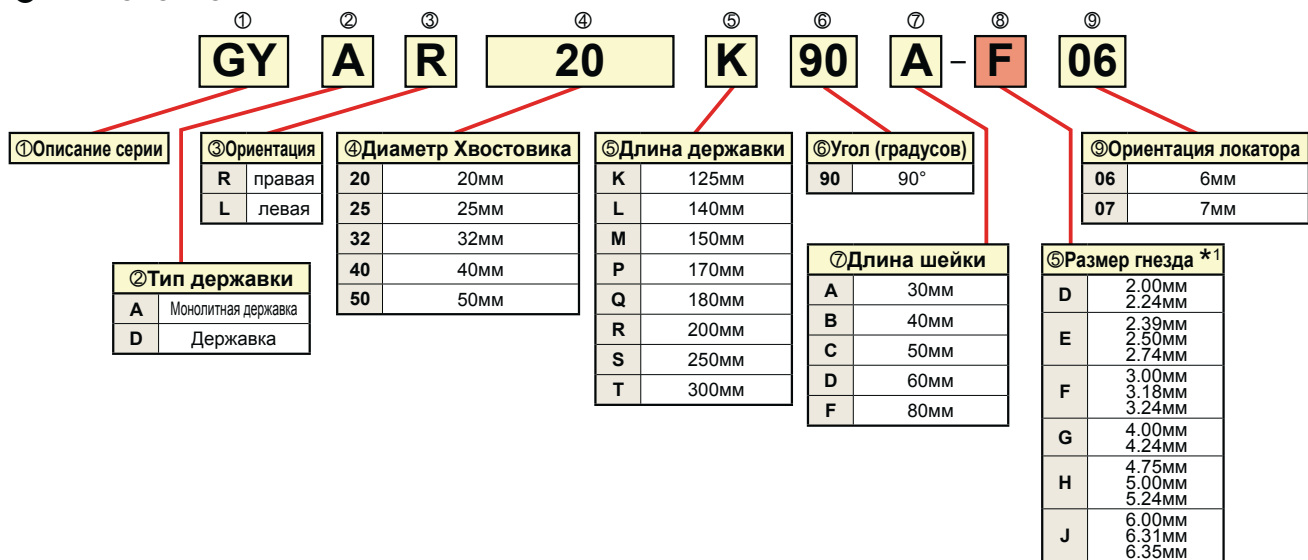 ① ② ③ ④ ⑤ ⑥ ⑦ ⑧ ⑨
GY A R 20 K 90 A – F 06
①Описание серии
②Тип державки
A Монолитная державка
D Державка
③Ориентация
R правая
L левая
④Диаметр Хвостовика
20 20мм
25 25мм
32 32мм
40 40мм
50 50мм
⑤Длина державки
K 125мм
L 140мм
M 150мм
P 170мм
Q 180мм
R 200мм
S 250мм
T 300мм
⑥Угол (градусов)
90 90°
⑦Длина шейки
A 30мм
B 40мм
C 50мм
D 60мм
F 80мм
⑤Размер гнезда *1
D 2.00мм
2.24мм
E 2.39мм
2.50мм
2.74мм
F 3.00мм
3.18мм
3.24мм
G 4.00мм
4.24мм
H 4.75мм
5.00мм
5.24мм
J 6.00мм
6.31мм
6.35мм
⑨Ориентация локатора
06 6мм
07 7мм